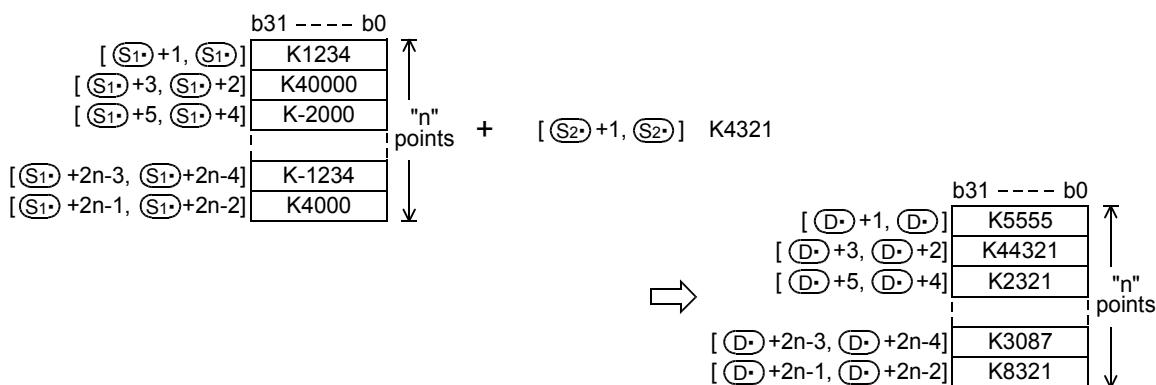 b31 ---- b0
[ (S1·) +1, (S1·) ] K1234
[ (S1·) +3, (S1·) +2] K40000
[ (S1·) +5, (S1·) +4] K-2000
"n"
points
+ [ (S2·) +1, (S2·) ] K4321
[(S1·) +2n-3, (S1·)+2n-4] K-1234
[(S1·) +2n-1, (S1·)+2n-2] K4000
b31 ---- b0
[ (D·) +1, (D·) ] K5555
[ (D·) +3, (D·) +2] K44321
[ (D·) +5, (D·) +4] K2321
"n"
points
[ (D·) +2n-3, (D·) +2n-4] K3087
[ (D·) +2n-1, (D·) +2n-2] K8321